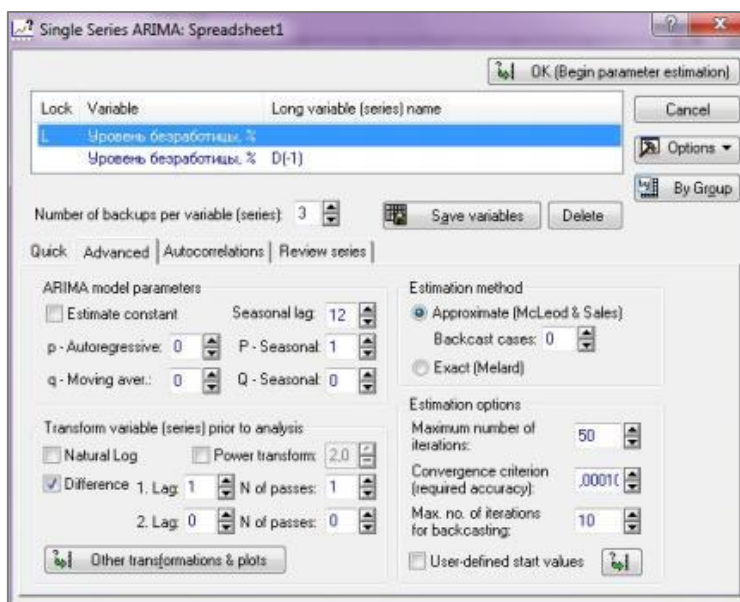 Single Series ARIMA: Spreadsheet1
OK (Begin parameter estimation)
Lock Variable Long variable (series) name
L Уровень безработицы, %
Уровень безработицы, % D(-1)
Cancel
Options
By Group
Number of backups per variable (series): 3 Save variables Delete
Quick Advanced Autocorrelations Review series
ARIMA model parameters
Estimate constant Seasonal lag: 12
p - Autoregressive: 0 P - Seasonal: 1
q - Moving aver.: 0 Q - Seasonal: 0
Transform variable (series) prior to analysis
Natural Log Power transform: 2,0
Difference 1. Lag: 1 N of passes: 1
2. Lag: 0 N of passes: 0
Other transformations & plots
Estimation method
Approximate (McLeod & Sales)
Backcast cases: 0
Exact (Melard)
Estimation options
Maximum number of
iterations: 50
Convergence criterion
(required accuracy): ,0001
Max. no. of iterations
for backcasting: 10
User-defined start values